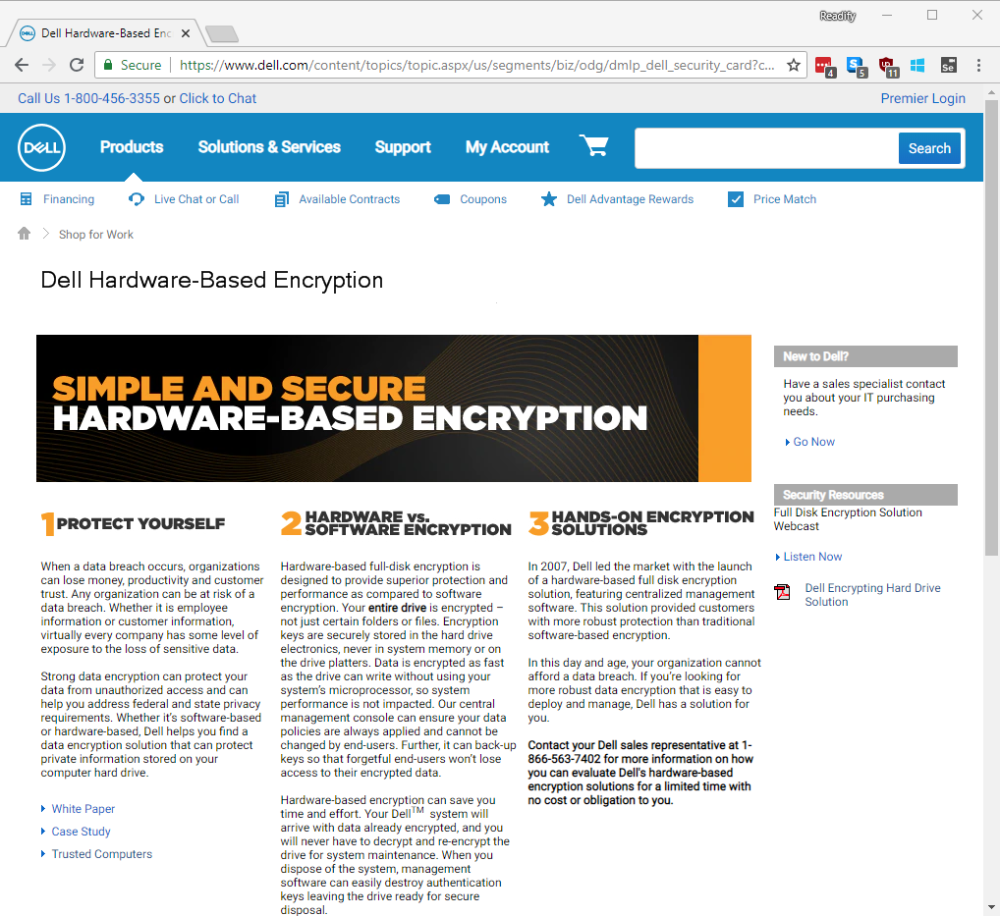 Readify
DELL Dell Hardware-Based Enc
Secure https://www.dell.com/content/topics/topic.aspx/us/segments/biz/odg/dmlp_dell_security_card?c... 4 S 5 11 Se
Call Us 1-800-456-3355 or Click to Chat Premier Login
DELL Products Solutions & Services Support My Account Search
Financing Live Chat or Call Available Contracts Coupons Dell Advantage Rewards Price Match
Shop for Work
Dell Hardware-Based Encryption
SIMPLE AND SECURE
HARDWARE-BASED ENCRYPTION
1 PROTECT YOURSELF
When a data breach occurs, organizations
can lose money, productivity and customer
trust. Any organization can be at risk of a
data breach. Whether it is employee
information or customer information,
virtually every company has some level of
exposure to the loss of sensitive data.
Strong data encryption can protect your
data from unauthorized access and can
help you address federal and state privacy
requirements. Whether it's software-based
or hardware-based, Dell helps you find a
data encryption solution that can protect
private information stored on your
computer hard drive.
White Paper
Case Study
Trusted Computers
2 HARDWARE vs.
SOFTWARE ENCRYPTION
Hardware-based full-disk encryption is
designed to provide superior protection and
performance as compared to software
encryption. Your entire drive is encrypted –
not just certain folders or files. Encryption
keys are securely stored in the hard drive
electronics, never in system memory or on
the drive platters. Data is encrypted as fast
as the drive can write without using your
system's microprocessor, so system
performance is not impacted. Our central
management console can ensure your data
policies are always applied and cannot be
changed by end-users. Further, it can back-up
keys so that forgetful end-users won't lose
access to their encrypted data.
Hardware-based encryption can save you
time and effort. Your Dell™ system will
arrive with data already encrypted, and you
will never have to decrypt and re-encrypt the
drive for system maintenance. When you
dispose of the system, management
software can easily destroy authentication
keys leaving the drive ready for secure
disposal.
3 HANDS-ON ENCRYPTION
SOLUTIONS
In 2007, Dell led the market with the launch
of a hardware-based full disk encryption
solution, featuring centralized management
software. This solution provided customers
with more robust protection than traditional
software-based encryption.
In this day and age, your organization cannot
afford a data breach. If you're looking for
more robust data encryption that is easy to
deploy and manage, Dell has a solution for
you.
Contact your Dell sales representative at 1-
866-563-7402 for more information on how
you can evaluate Dell's hardware-based
encryption solutions for a limited time with
no cost or obligation to you.
New to Dell?
Have a sales specialist contact
you about your IT purchasing
needs.
Go Now
Security Resources
Full Disk Encryption Solution
Webcast
Listen Now
Dell Encrypting Hard Drive
Solution